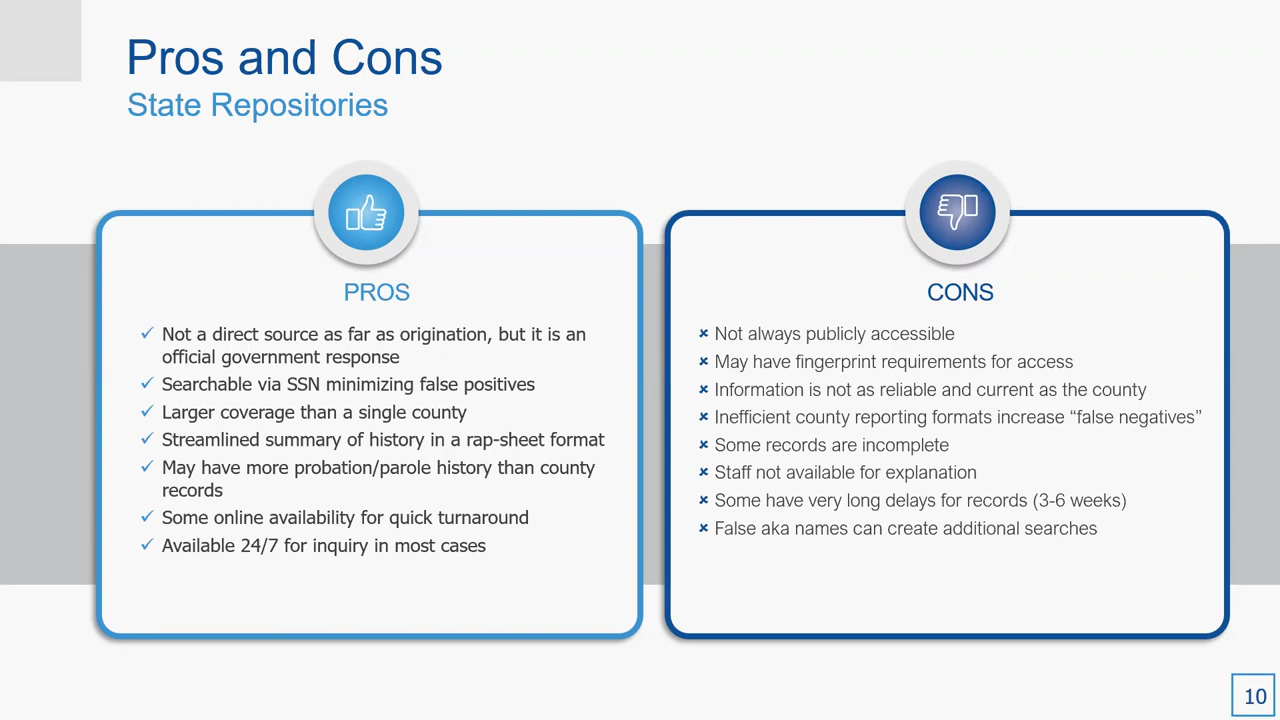 Pros and Cons
State Repositories
PROS
Not a direct source as far as origination, but it is an
official government response
Searchable via SSN minimizing false positives
Larger coverage than a single county
Streamlined summary of history in a rap-sheet format
May have more probation/parole history than county
records
Some online availability for quick turnaround
Available 24/7 for inquiry in most cases
CONS
Not always publicly accessible
May have fingerprint requirements for access
Information is not as reliable and current as the county
Inefficient county reporting formats increase “false negatives”
Some records are incomplete
Staff not available for explanation
Some have very long delays for records (3-6 weeks)
False aka names can create additional searches
10